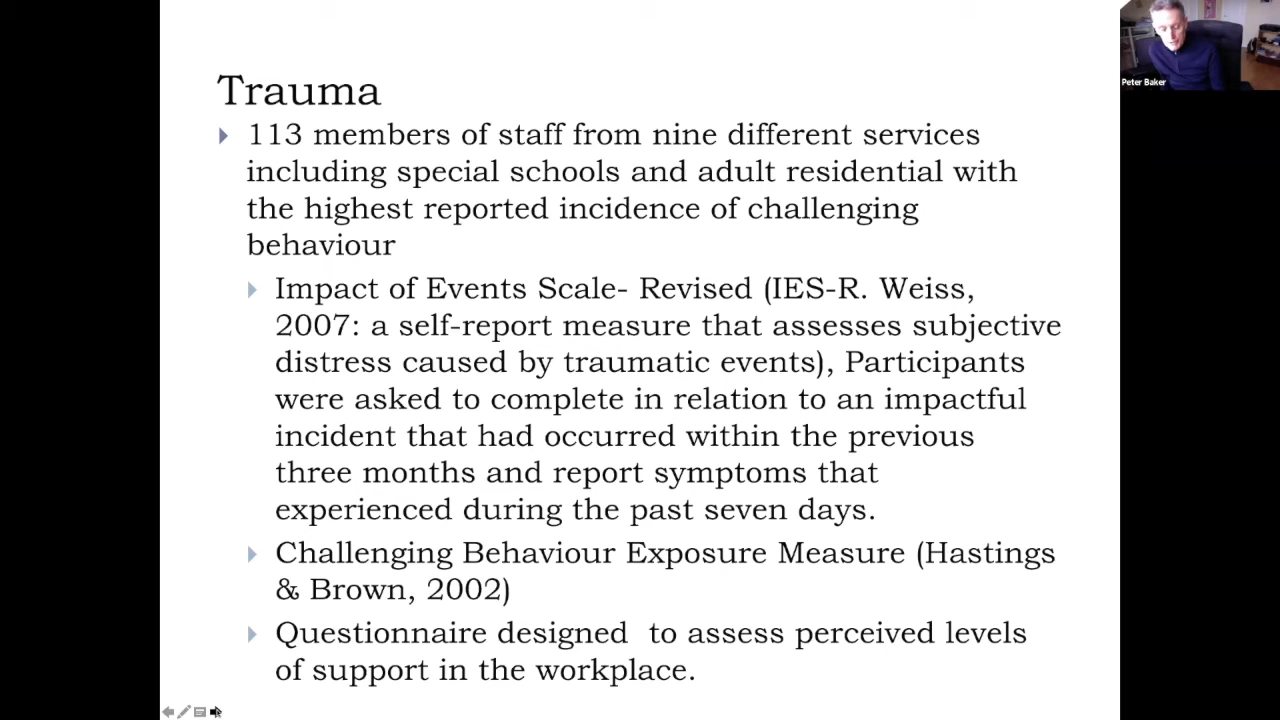 Trauma
113 members of staff from nine different services
including special schools and adult residential with
the highest reported incidence of challenging
behaviour
Impact of Events Scale- Revised (IES-R. Weiss,
2007: a self-report measure that assesses subjective
distress caused by traumatic events), Participants
were asked to complete in relation to an impactful
incident that had occurred within the previous
three months and report symptoms that
experienced during the past seven days.
Challenging Behaviour Exposure Measure (Hastings
& Brown, 2002)
Questionnaire designed  to assess perceived levels
of support in the workplace.
Peter Baker